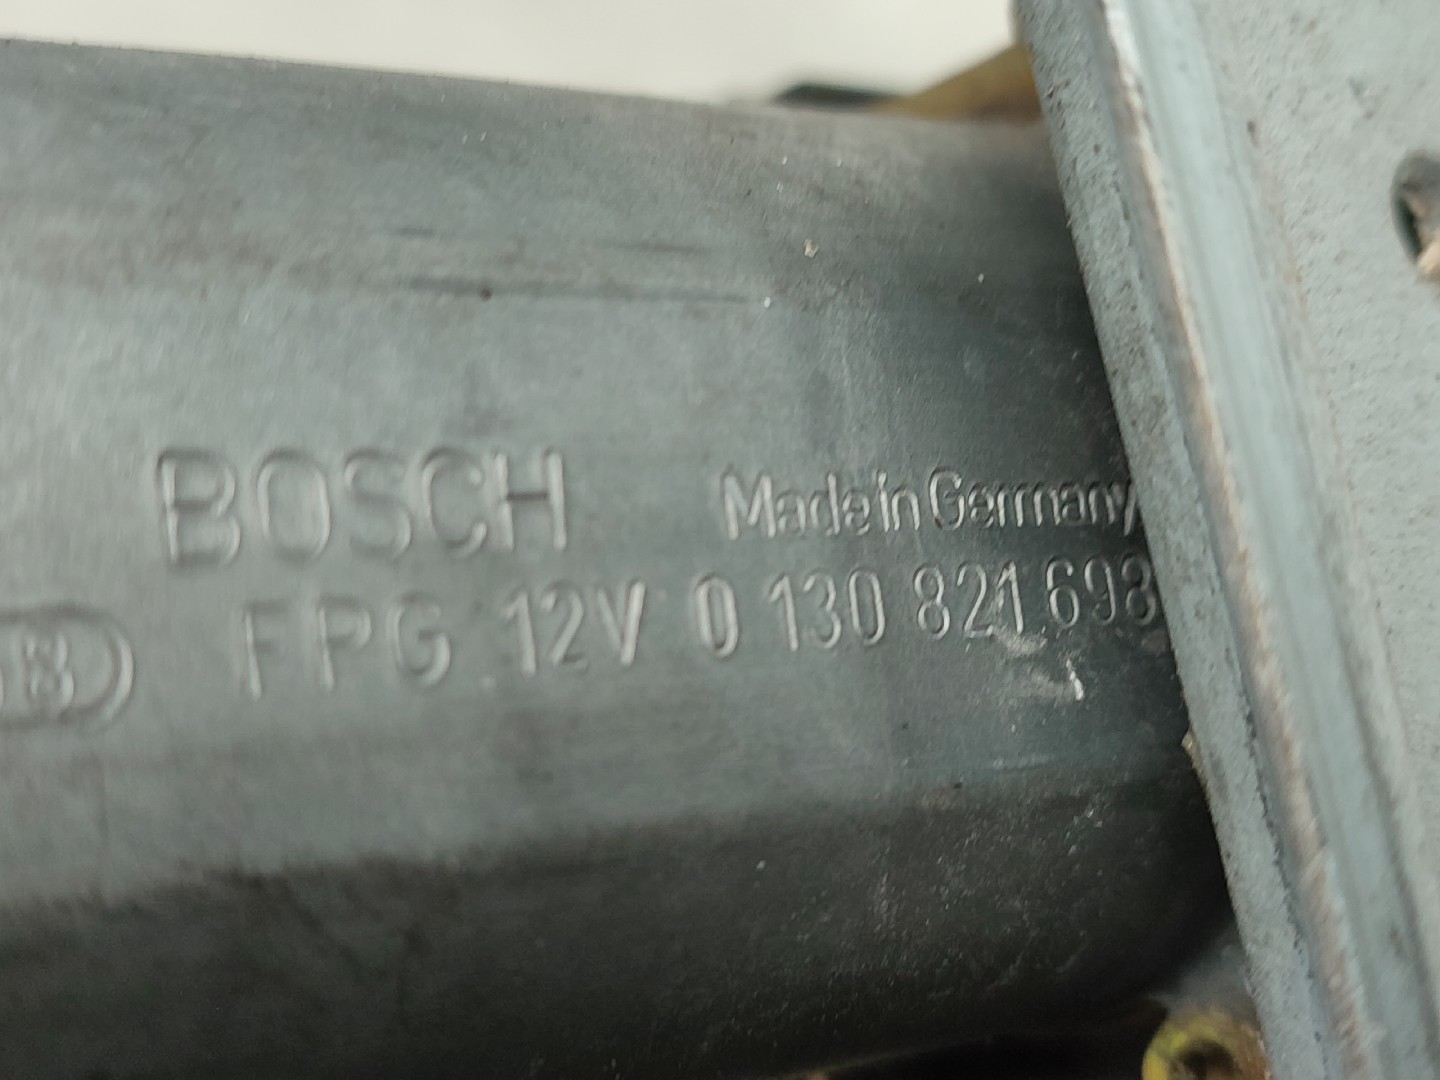 BOSCH Made in Germany
FPG 12V 0 130 821 698